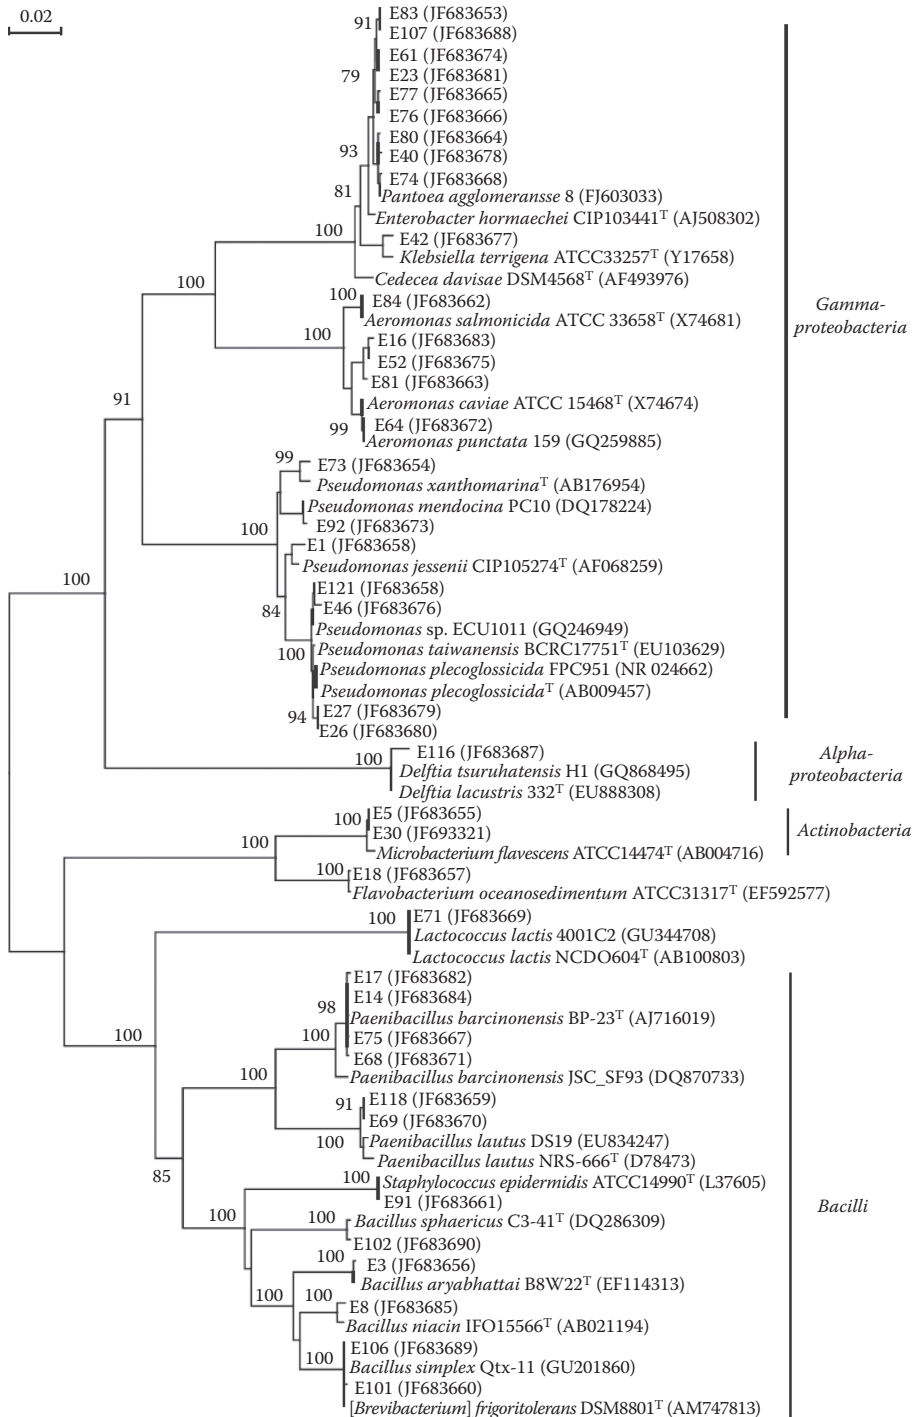 0.02
91
E83 (JF683653)
E107 (JF683688)
E61 (JF683674)
79
E23 (JF683681)
E77 (JF683665)
E76 (JF683666)
E80 (JF683664)
93
E40 (JF683678)
E74 (JF683668)
81
Pantoea agglomeransse 8 (FJ603033)
Enterobacter hormaechei CIP103441T (AJ508302)
100
E42 (JF683677)
Klebsiella terrigena ATCC33257T (Y17658)
Cedecea davisae DSM4568T (AF493976)
100
100
E84 (JF683662)
Aeromonas salmonicida ATCC 33658T (X74681)
100
E16 (JF683683)
E52 (JF683675)
E81 (JF683663)
91
Aeromonas caviae ATCC 15468T (X74674)
99
E64 (JF683672)
Aeromonas punctata 159 (GQ259885)
Gamma-
proteobacteria
99
E73 (JF683654)
Pseudomonas xanthomarinaT (AB176954)
Pseudomonas mendocina PC10 (DQ178224)
100
E92 (JF683673)
E1 (JF683658)
Pseudomonas jessenii CIP105274T (AF068259)
100
E121 (JF683658)
84
E46 (JF683676)
Pseudomonas sp. ECU1011 (GQ246949)
100
Pseudomonas taiwanensis BCRC17751T (EU103629)
Pseudomonas plecoglossicida FPC951 (NR 024662)
Pseudomonas plecoglossicidaT (AB009457)
94
E27 (JF683679)
E26 (JF683680)
100
E116 (JF683687)
Delftia tsuruhatensis H1 (GQ868495)
Delftia lacustris 332T (EU888308)
Alpha-
proteobacteria
100
E5 (JF683655)
E30 (JF693321)
100
Microbacterium flavescens ATCC14474T (AB004716)
Actinobacteria
100
E18 (JF683657)
Flavobacterium oceanosedimentum ATCC31317T (EF592577)
100
E71 (JF683669)
Lactococcus lactis 4001C2 (GU344708)
Lactococcus lactis NCDO604T (AB100803)
E17 (JF683682)
98
E14 (JF683684)
Paenibacillus barcinonensis BP-23T (AJ716019)
100
100
E75 (JF683667)
E68 (JF683671)
100
Paenibacillus barcinonensis JSC_SF93 (DQ870733)
91
E118 (JF683659)
E69 (JF683670)
100
Paenibacillus lautus DS19 (EU834247)
Paenibacillus lautus NRS-666T (D78473)
85
100
Staphylococcus epidermidis ATCC14990T (L37605)
E91 (JF683661)
Bacilli
100
100
Bacillus sphaericus C3-41T (DQ286309)
E102 (JF683690)
100
E3 (JF683656)
Bacillus aryabhattai B8W22T (EF114313)
100
100
E8 (JF683685)
Bacillus niacin IFO15566T (AB021194)
E106 (JF683689)
100
Bacillus simplex Qtx-11 (GU201860)
E101 (JF683660)
[Brevibacterium] frigoritolerans DSM8801T (AM747813)